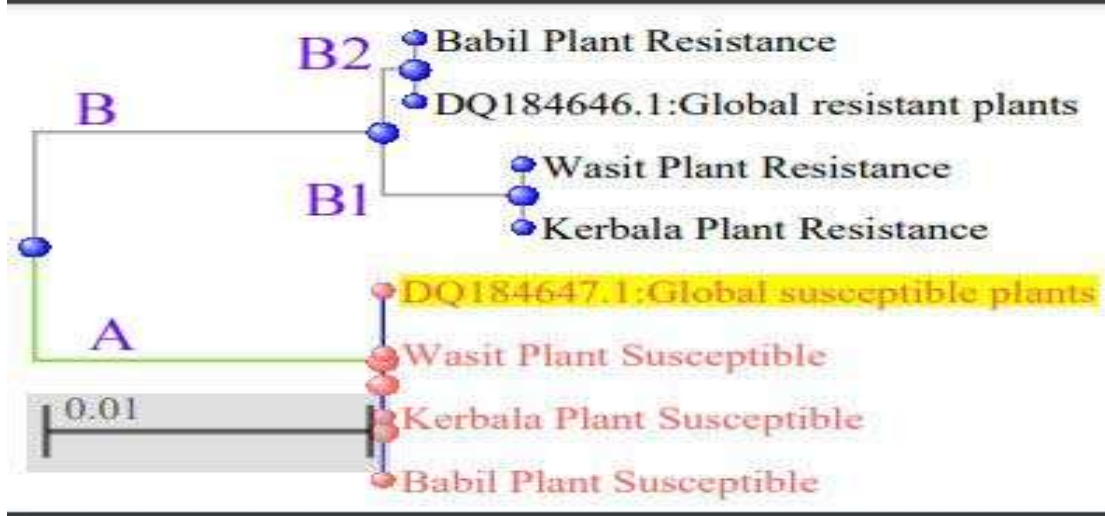 B2
Babil Plant Resistance
B
DQ184646.1:Global resistant plants
Wasit Plant Resistance
B1
Kerbala Plant Resistance
DQ184647.1:Global susceptible plants
A
Wasit Plant Susceptible
0.01
Kerbala Plant Susceptible
Babil Plant Susceptible